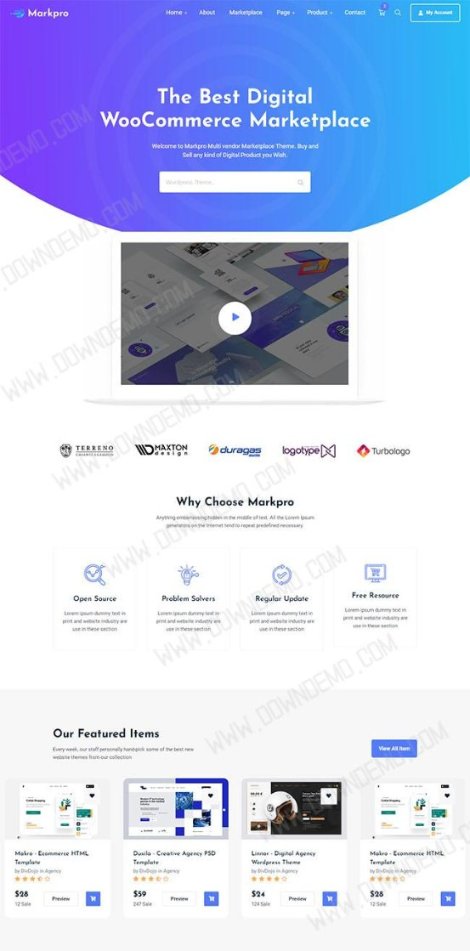 Markpro
Home + About Marketplace Page + Product + Contact
My Account
The Best Digital
WooCommerce Marketplace
Welcome to Markpro Multi vendor Marketplace Theme. Buy and
Sell any kind of Digital Product you Wish.
Wordpress Theme
TERRENO
MAXTON
design
duragas
logotype
Turbologo
Why Choose Markpro
Anything embarrassing hidden in the middle of text. All the Lorem Ipsum
generators on the Internet tend to repeat predefined necessary
Open Source
Lorem ipsum dummy text in
print and website industry are
use in these section
Problem Solvers
Lorem ipsum dummy text in
print and website industry are
use in these section
Regular Update
Lorem ipsum dummy text in
print and website industry are
use in these section
Free Resource
Lorem ipsum dummy text in
print and website industry are
use in these section
Our Featured Items
Every week, our staff personally handpick some of the best new
website themes from our collection
View All Item
Makro - Ecommerce HTML
Template
by DivDojo in Agency
$28
12 Sale
Preview
Duxila - Creative Agency PSD
Template
by DivDojo in Agency
$59
247 Sale
Preview
Linnar - Digital Agency
Wordpress Theme
by DivDojo in Agency
$24
124 Sale
Preview
Makro - Ecommerce HTML
Template
by DivDojo in Agency
$28
12 Sale
Preview
WWW.DOWNDEMO.COM